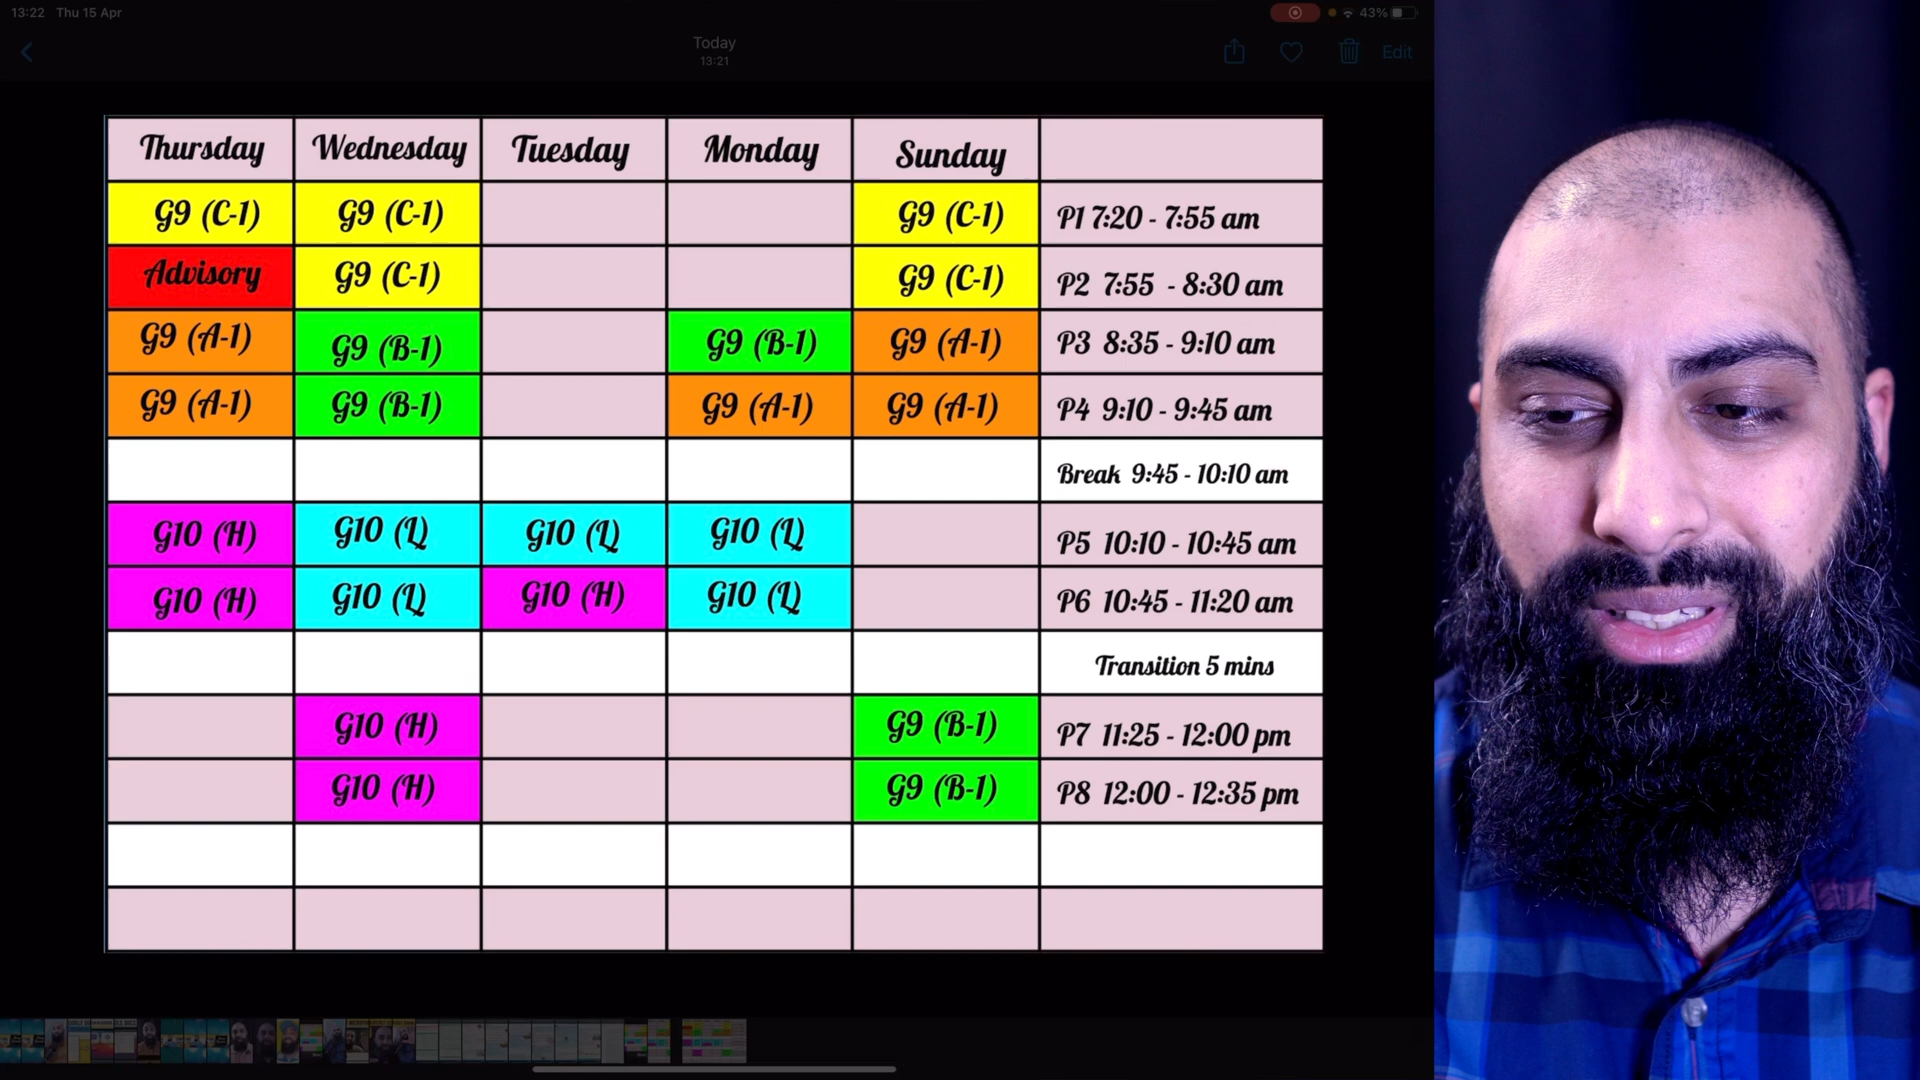 13:22 Thu 15 Apr
43%
Today
13:21
Edit
Thursday Wednesday Tuesday Monday Sunday
G9 (C-1) G9 (C-1) G9 (C-1) P1 7:20 - 7:55 am
Advisory G9 (C-1) G9 (C-1) P2 7:55 - 8:30 am
G9 (A-1) G9 (B-1) G9 (B-1) G9 (A-1) P3 8:35 - 9:10 am
G9 (A-1) G9 (B-1) G9 (A-1) G9 (A-1) P4 9:10 - 9:45 am
Break 9:45 - 10:10 am
G10 (H) G10 (L) G10 (L) G10 (L) P5 10:10 - 10:45 am
G10 (H) G10 (L) G10 (H) G10 (L) P6 10:45 - 11:20 am
Transition 5 mins
G10 (H) G9 (B-1) P7 11:25 - 12:00 pm
G10 (H) G9 (B-1) P8 12:00 - 12:35 pm